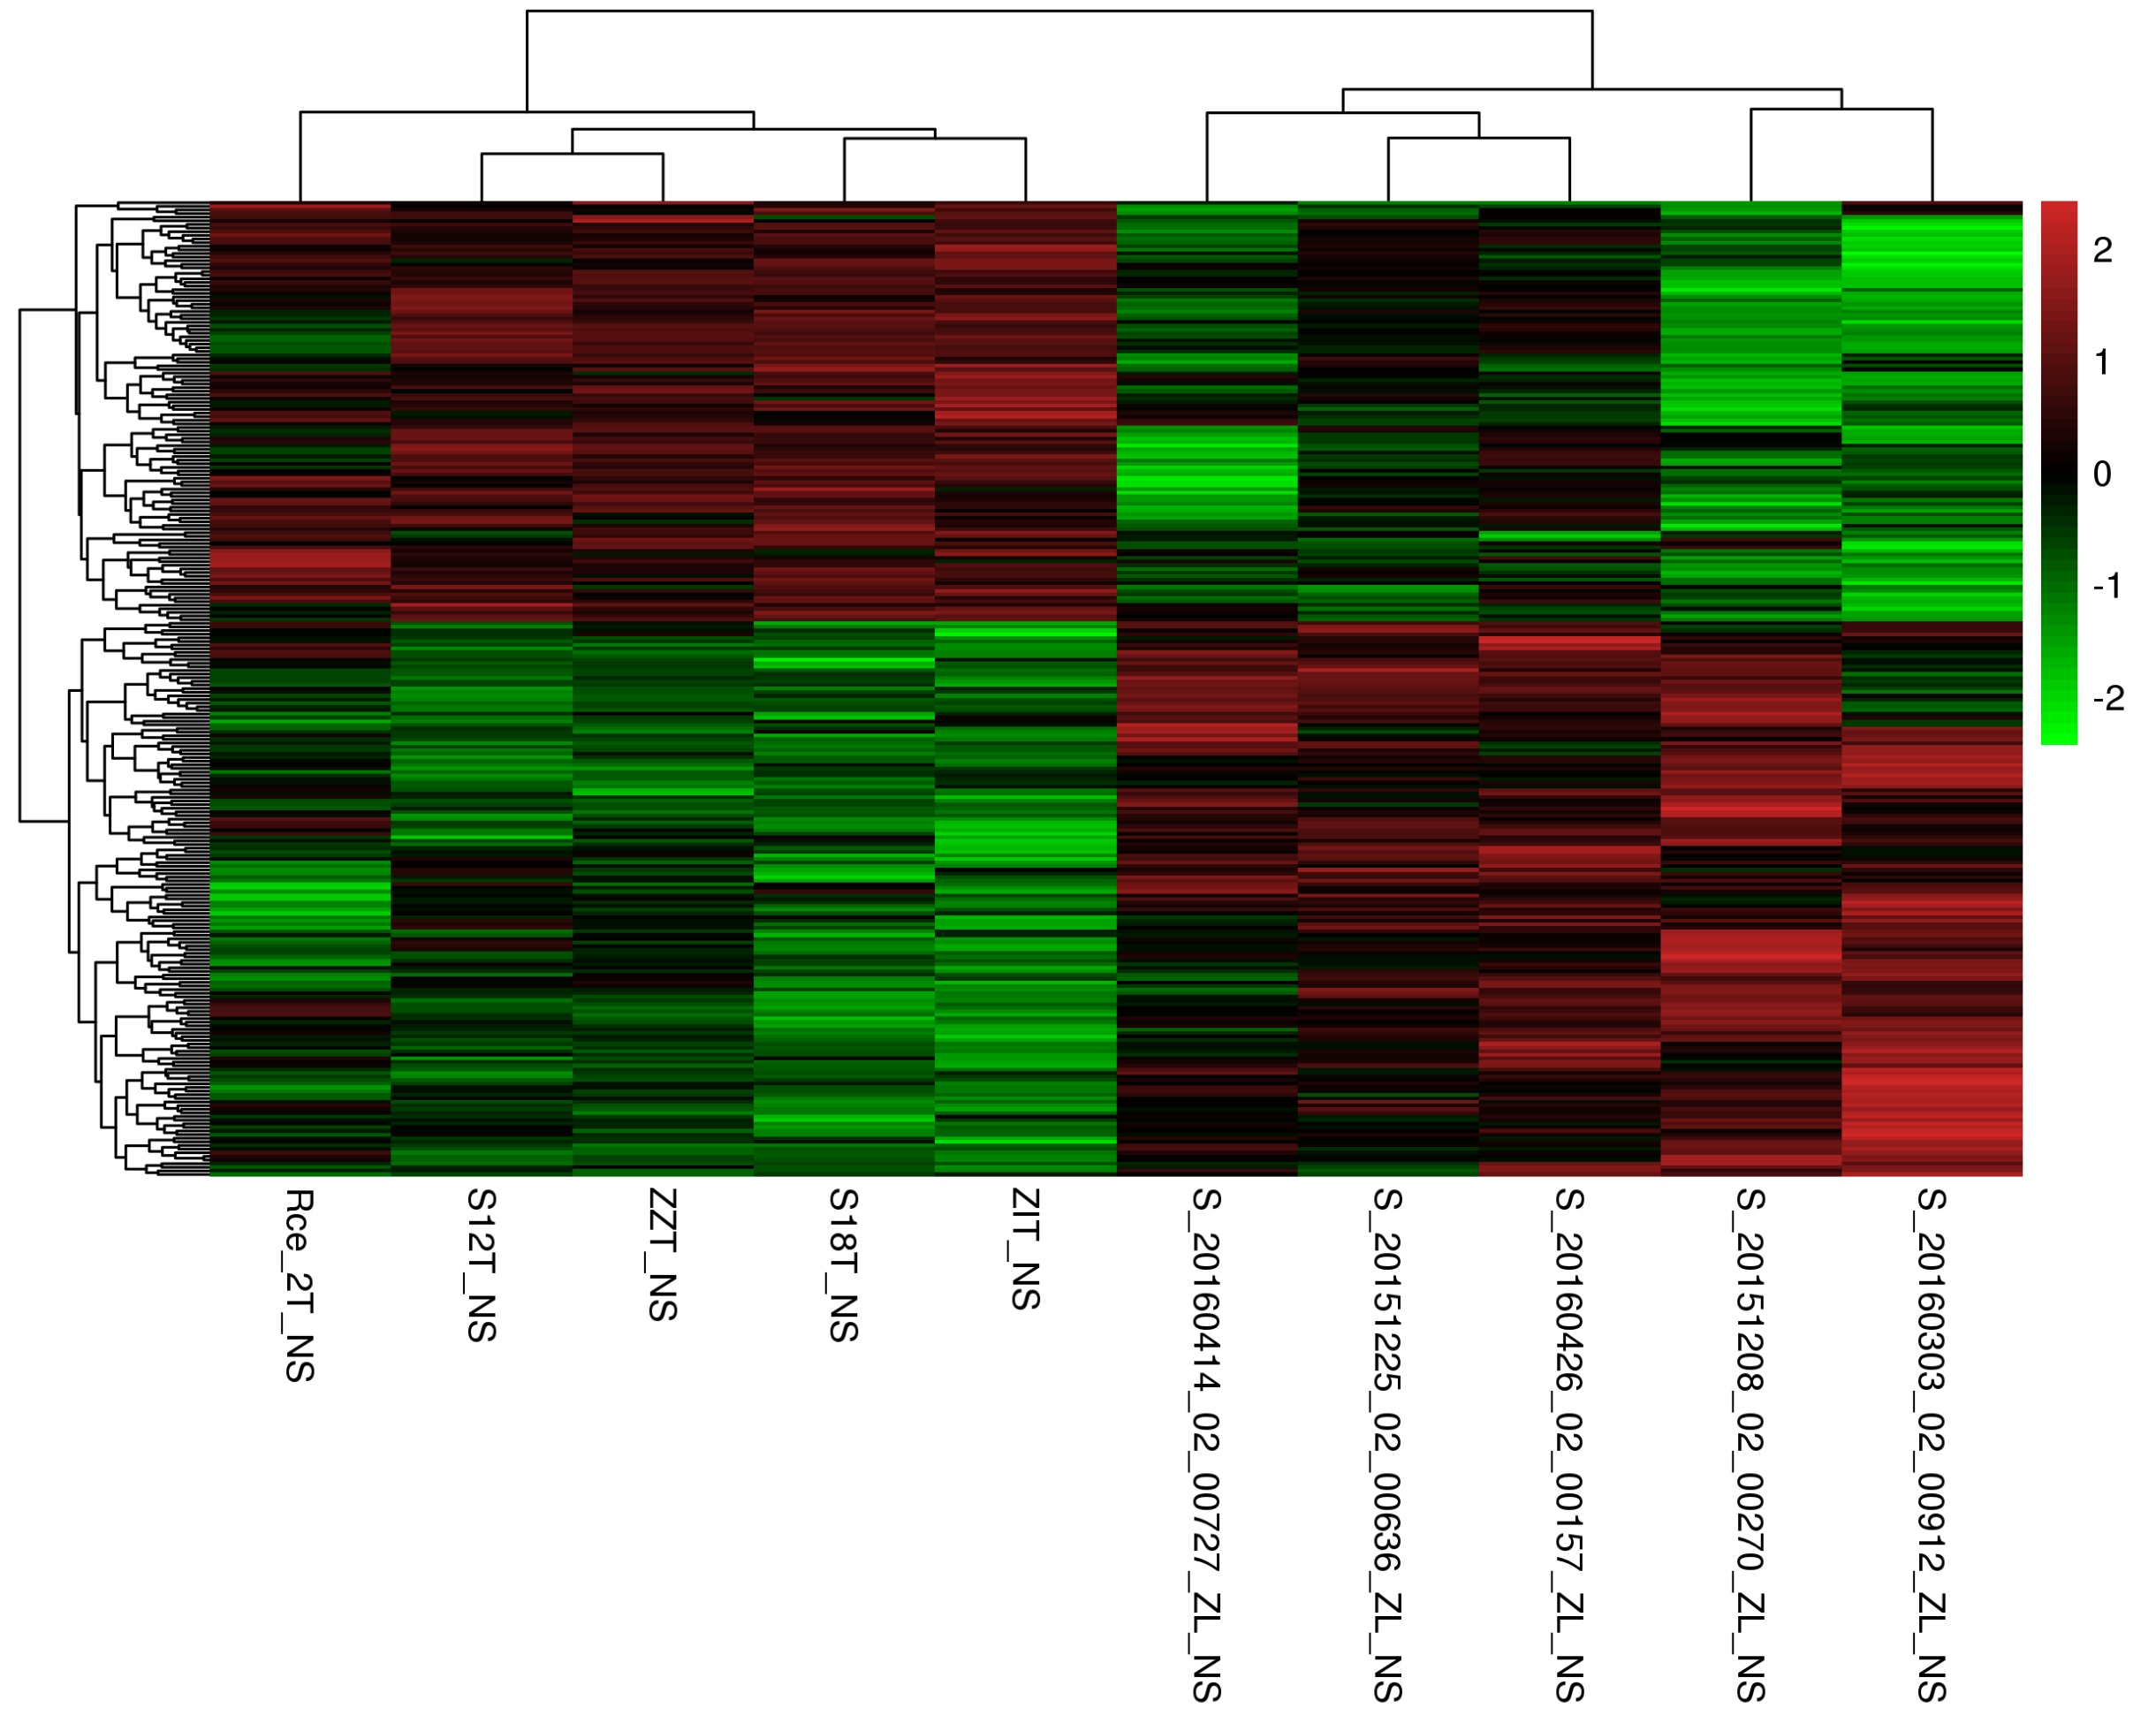 2
1
0
-1
-2
Rce_2T_NS
S12T_NS
ZZT_NS
S18T_NS
ZIT_NS
S_20160414_02_00727_ZL_NS
S_20151225_02_00636_ZL_NS
S_20160426_02_00157_ZL_NS
S_20151208_02_00270_ZL_NS
S_20160303_02_00912_ZL_NS